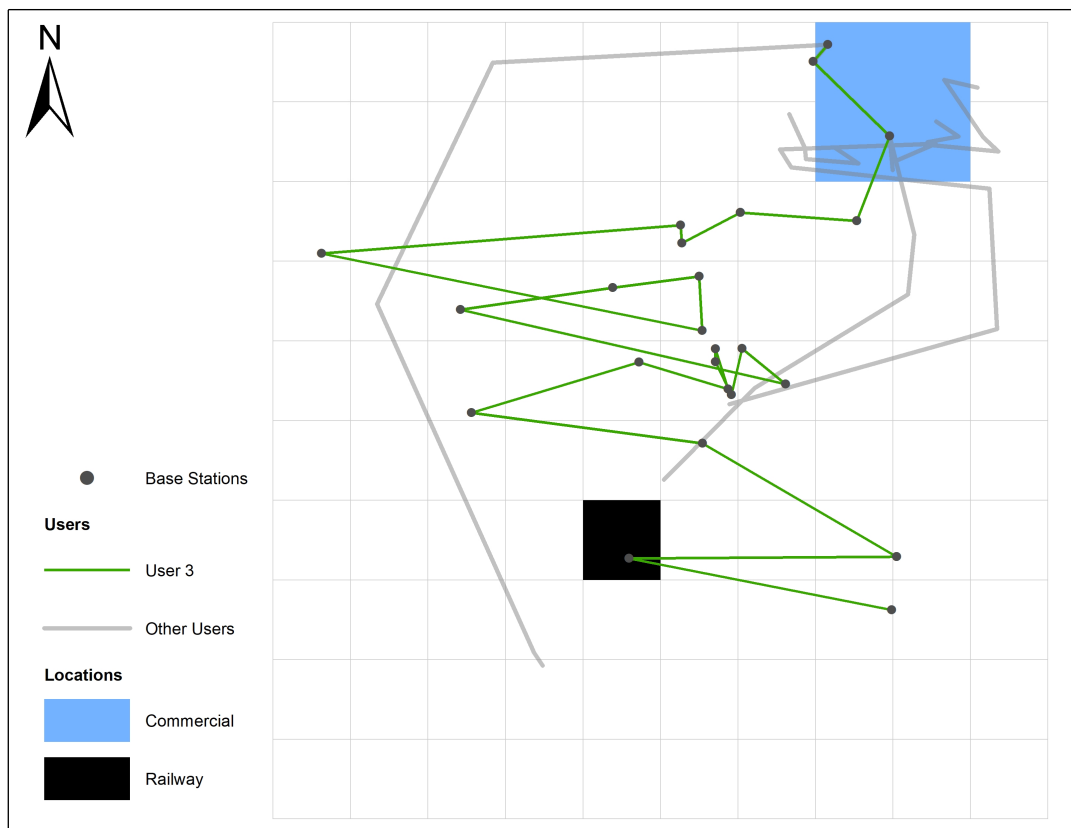 N
Base Stations
Users
User 3
Other Users
Locations
Commercial
Railway